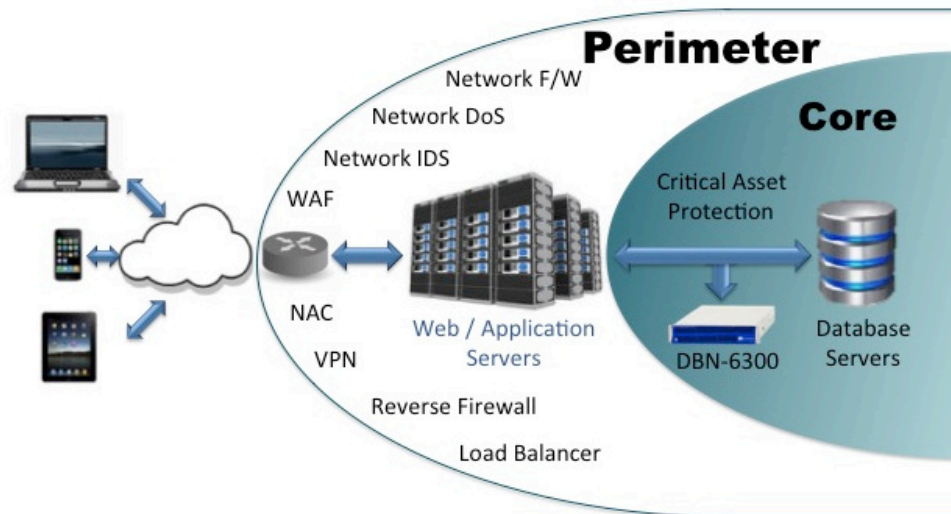 Perimeter
Network F/W
Core
Network DoS
Network IDS
Critical Asset
Protection
WAF
NAC
Web / Application
Servers
Database
Servers
VPN
DBN-6300
Reverse Firewall
Load Balancer